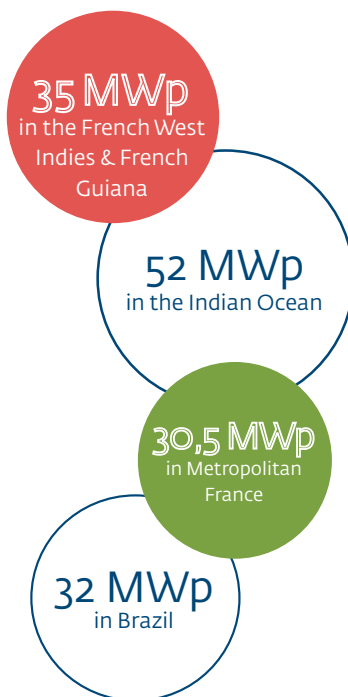 35 MWp
in the French West
Indies & French
Guiana
52 MWp
in the Indian Ocean
30,5 MWp
in Metropolitan
France
32 MWp
in Brazil